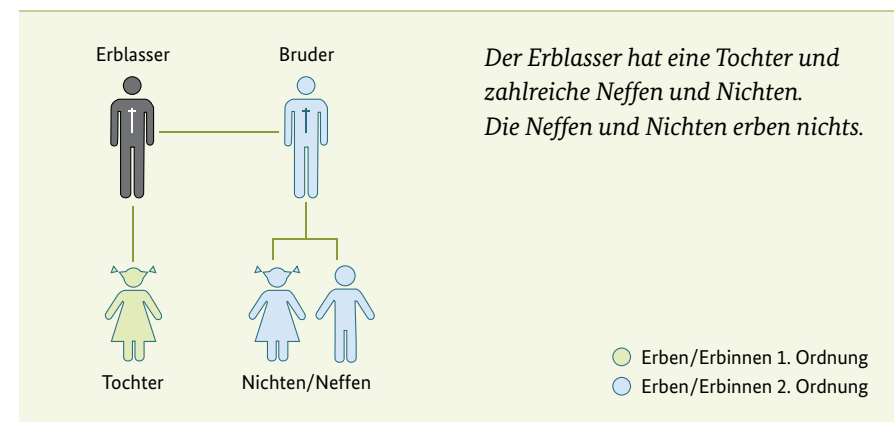 Erblasser
Bruder
Der Erblasser hat eine Tochter und
zahlreiche Neffen und Nichten.
Die Neffen und Nichten erben nichts.
Tochter
Nichten/Neffen
Erben/Erbinnen 1. Ordnung
Erben/Erbinnen 2. Ordnung